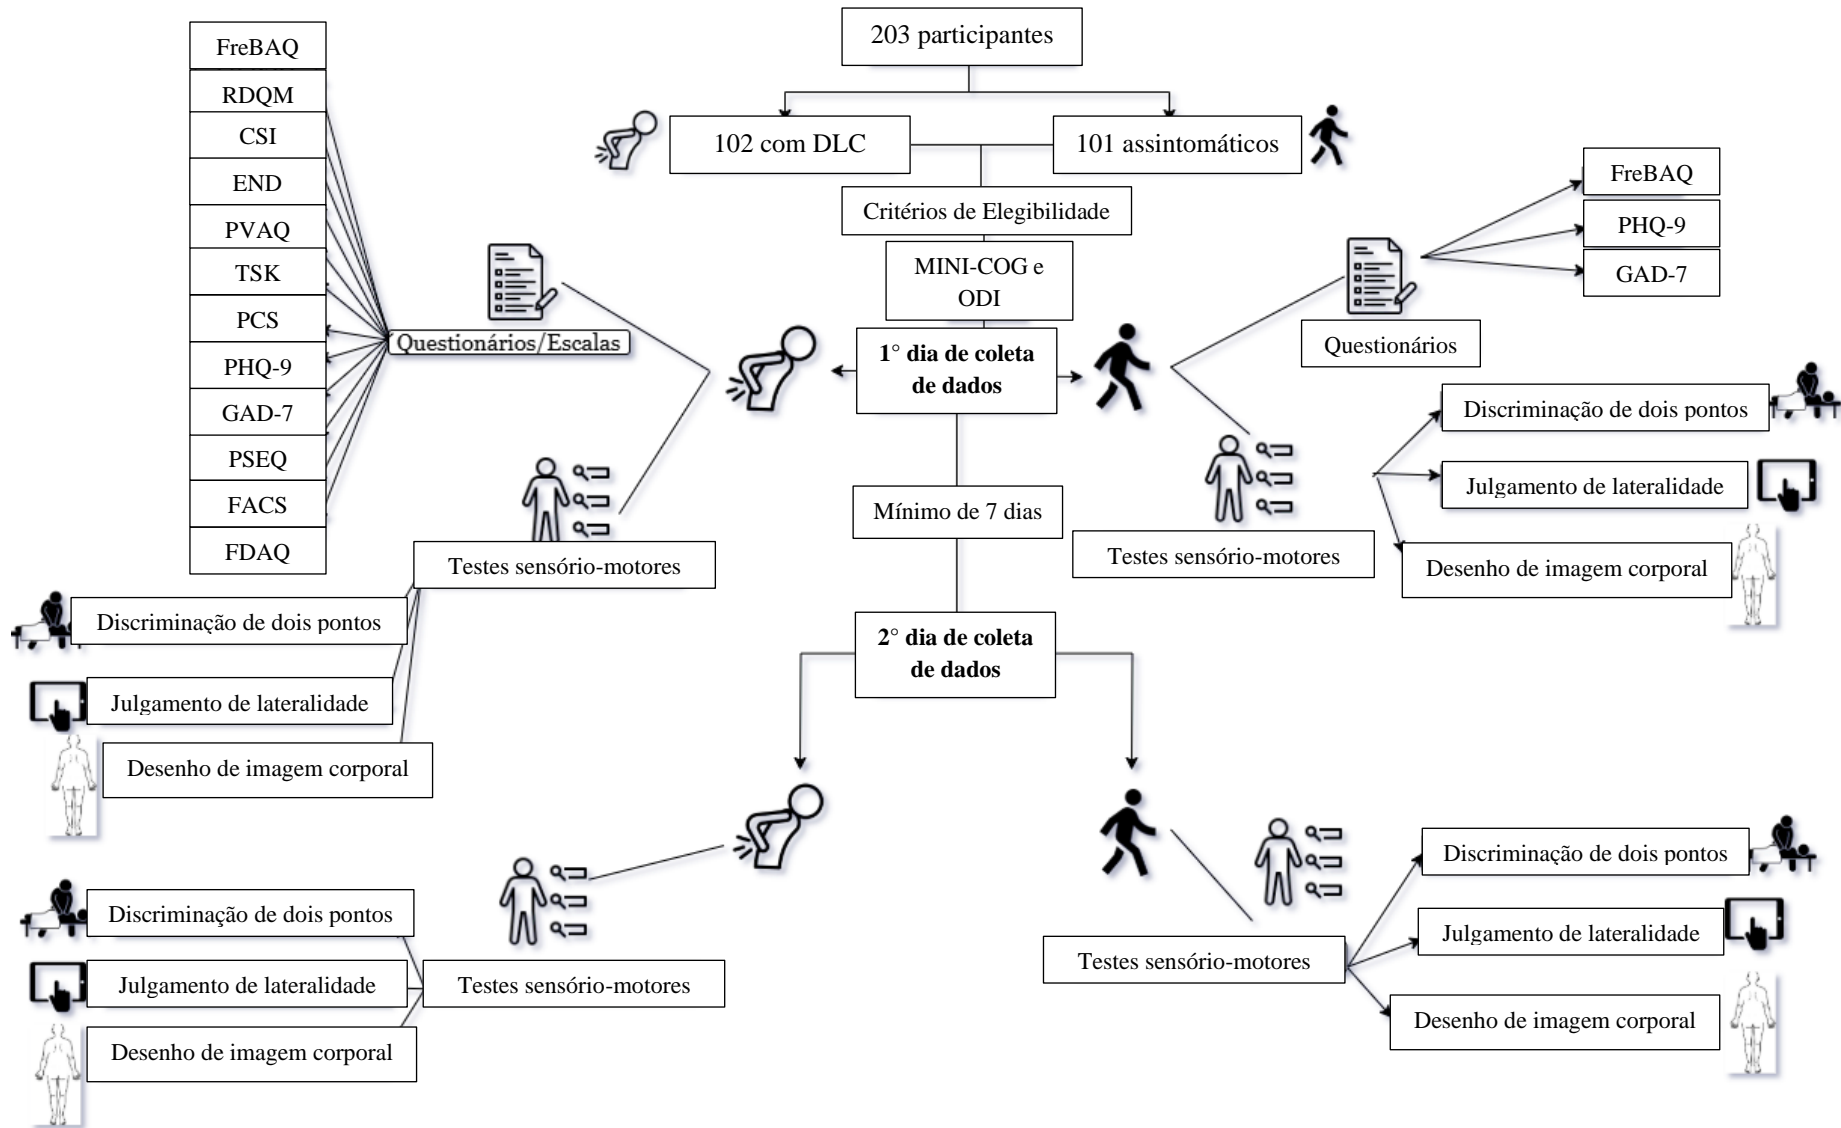 203 participantes
102 com DLC
101 assintomáticos
Critérios de Elegibilidade
MINI-COG e
ODI
1° dia de coleta
de dados
FreBAQ
RDQM
CSI
END
PVAQ
TSK
PCS
PHQ-9
GAD-7
PSEQ
FACS
FDAQ
Questionários/Escalas
Testes sensório-motores
Discriminação de dois pontos
Julgamento de lateralidade
Desenho de imagem corporal
FreBAQ
PHQ-9
GAD-7
Questionários
Testes sensório-motores
Discriminação de dois pontos
Julgamento de lateralidade
Desenho de imagem corporal
Mínimo de 7 dias
2° dia de coleta
de dados
Testes sensório-motores
Discriminação de dois pontos
Julgamento de lateralidade
Desenho de imagem corporal
Testes sensório-motores
Discriminação de dois pontos
Julgamento de lateralidade
Desenho de imagem corporal